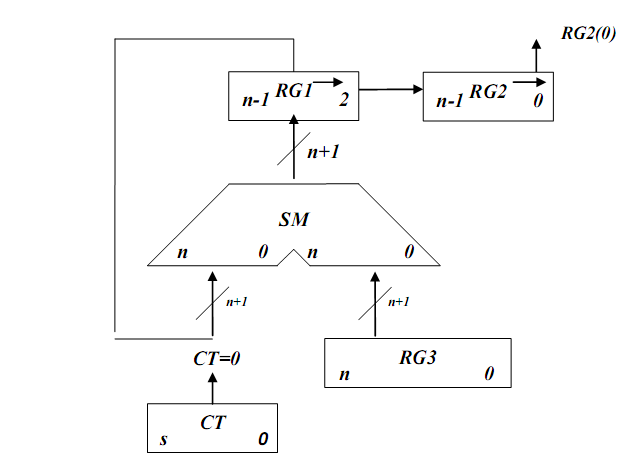 RG2(0)
n-1 RG1 2
n-1 RG2 0
n+1
SM
n 0 n 0
n+1 n+1
CT=0
RG3
n 0
CT
s 0